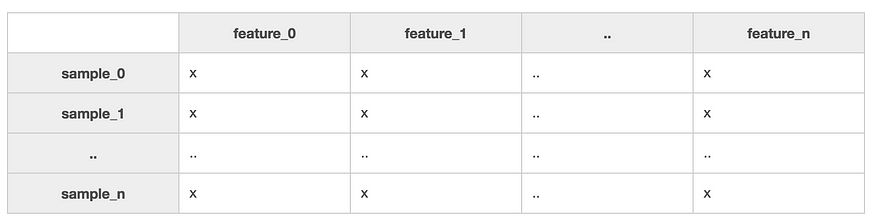 feature_0 feature_1 .. feature_n
sample_0 x x .. x
sample_1 x x .. x
.. .. .. .. ..
sample_n x x .. x